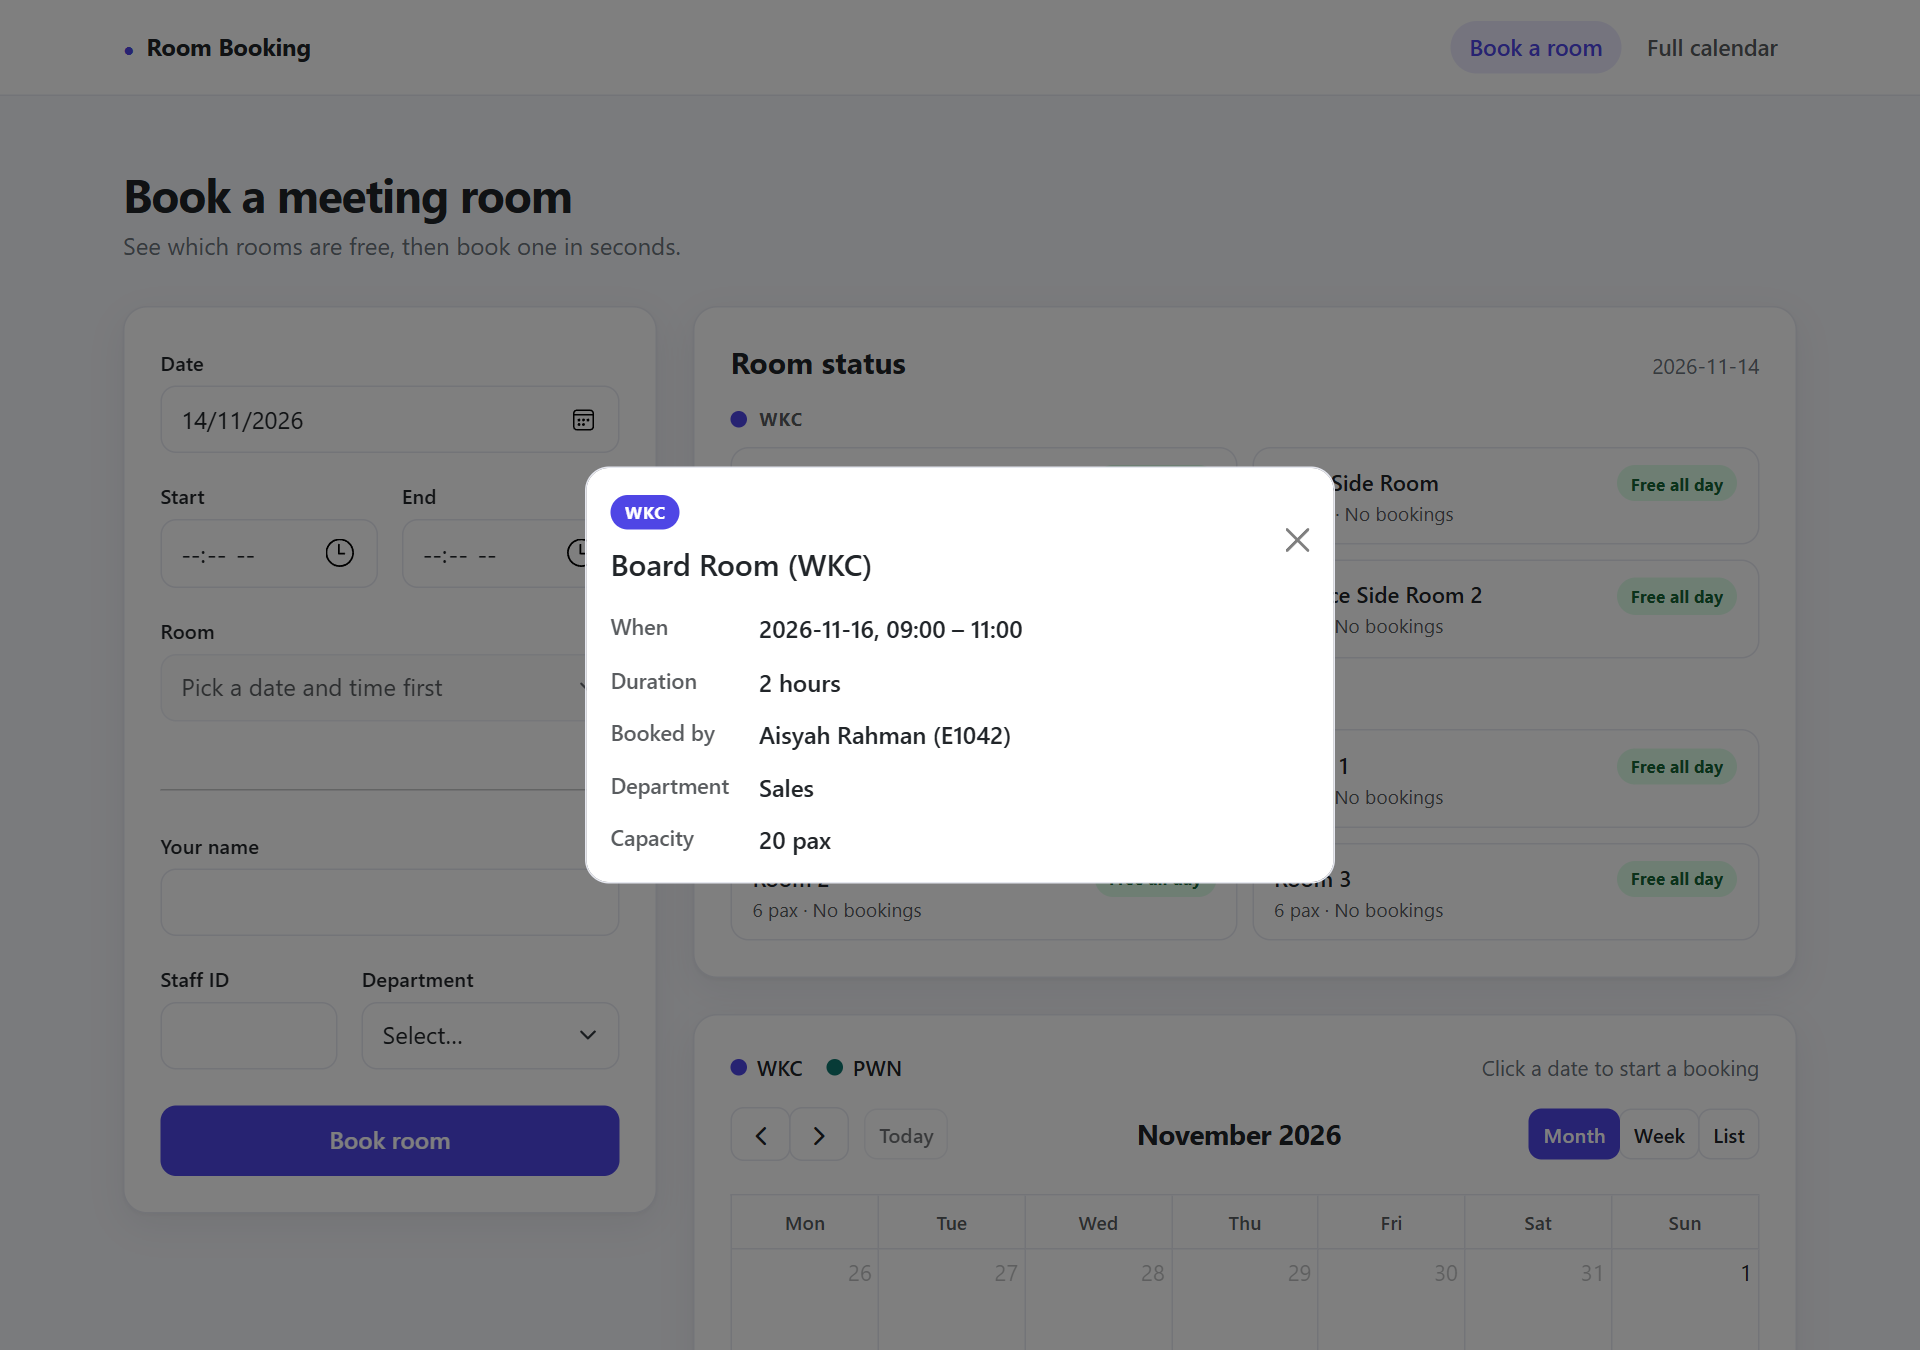 Room Booking
Book a room
Full calendar
Book a meeting room
See which rooms are free, then book one in seconds.
Date
14/11/2026
Start
End
--:-- --
--:-- --
Room
Pick a date and time first
Your name
Staff ID
Department
Select...
Book room
Room status
2026-11-14
WKC
Side Room
Free all day
· No bookings
Side Room 2
Free all day
No bookings
1
Free all day
No bookings
6 pax · No bookings
Room 3
Free all day
6 pax · No bookings
WKC
Board Room (WKC)
When
2026-11-16, 09:00 – 11:00
Duration
2 hours
Booked by
Aisyah Rahman (E1042)
Department
Sales
Capacity
20 pax
WKC
PWN
Click a date to start a booking
Today
November 2026
Month
Week
List
Mon
Tue
Wed
Thu
Fri
Sat
Sun
26
27
28
29
30
31
1